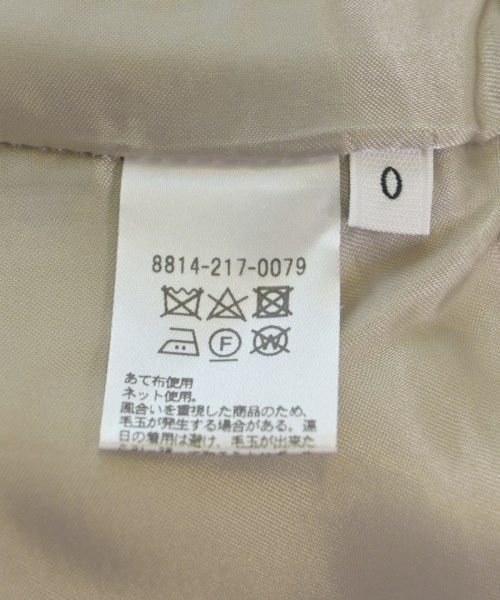 0
8814-217-0079
F
W
あて布使用
ネット使用。
風合いを重視した商品のため、
毛玉が発生する場合がある。連
日の着用は避け、毛玉が出来た